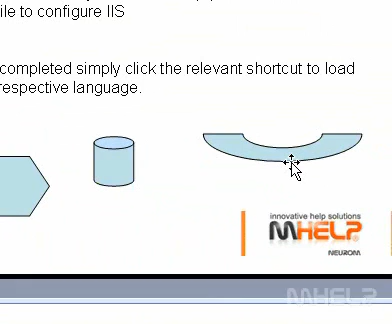 ile to configure IIS
completed simply click the relevant shortcut to load
respective language.
innovative help solutions
MHELP
NEUROM
MHELP